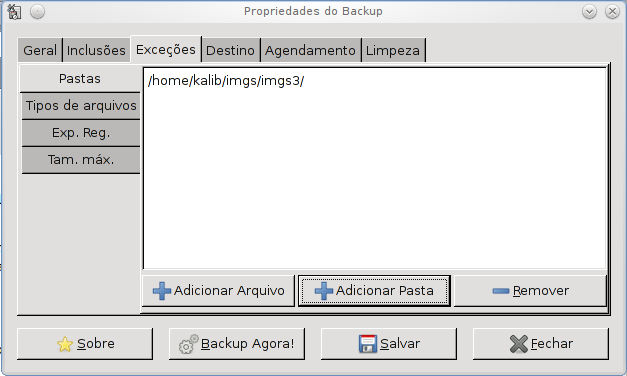 Propriedades do Backup
Geral Inclusões Exceções Destino Agendamento Limpeza
Pastas
/home/kalib/imgs/imgs3/
Tipos de arquivos
Exp. Reg.
Tam. máx.
Adicionar Arquivo Adicionar Pasta Remover
Sobre Backup Agora! Salvar Fechar